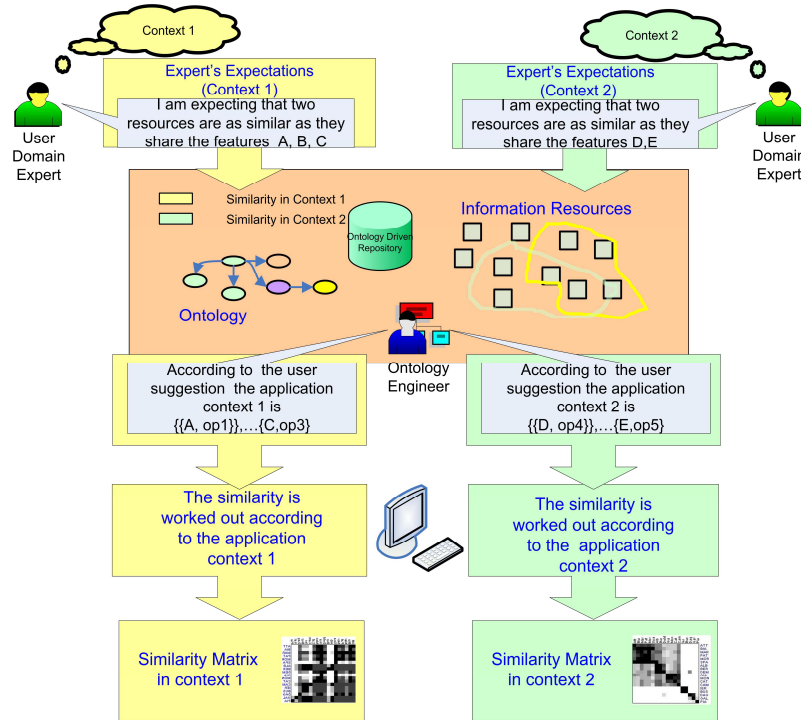 Context 1
Context 2
Expert's Expectations
(Context 1)
I am expecting that two
resources are as similar as they
share the features A, B, C
Expert's Expectations
(Context 2)
I am expecting that two
resources are as similar as they
share the features D,E
User
Domain
Expert
User
Domain
Expert
Similarity in Context 1
Similarity in Context 2
Ontology Driven
Repository
Information Resources
Ontology
Ontology
Engineer
According to the user
suggestion the application
context 1 is
{{A, op1}},...{C,op3}
According to the user
suggestion the application
context 2 is
{{D, op4}},...{E,op5}
The similarity is
worked out according
to the application
context 1
The similarity is
worked out according
to the application
context 2
Similarity Matrix
in context 1
Similarity Matrix
in context 2